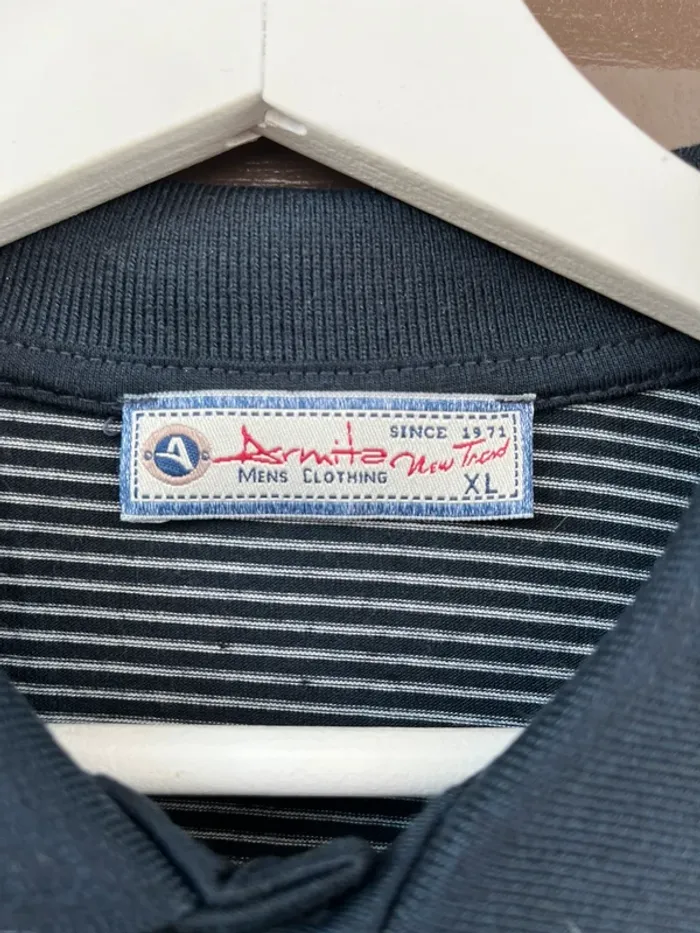 SINCE 1971
Armita New Trend
MENS CLOTHING
XL